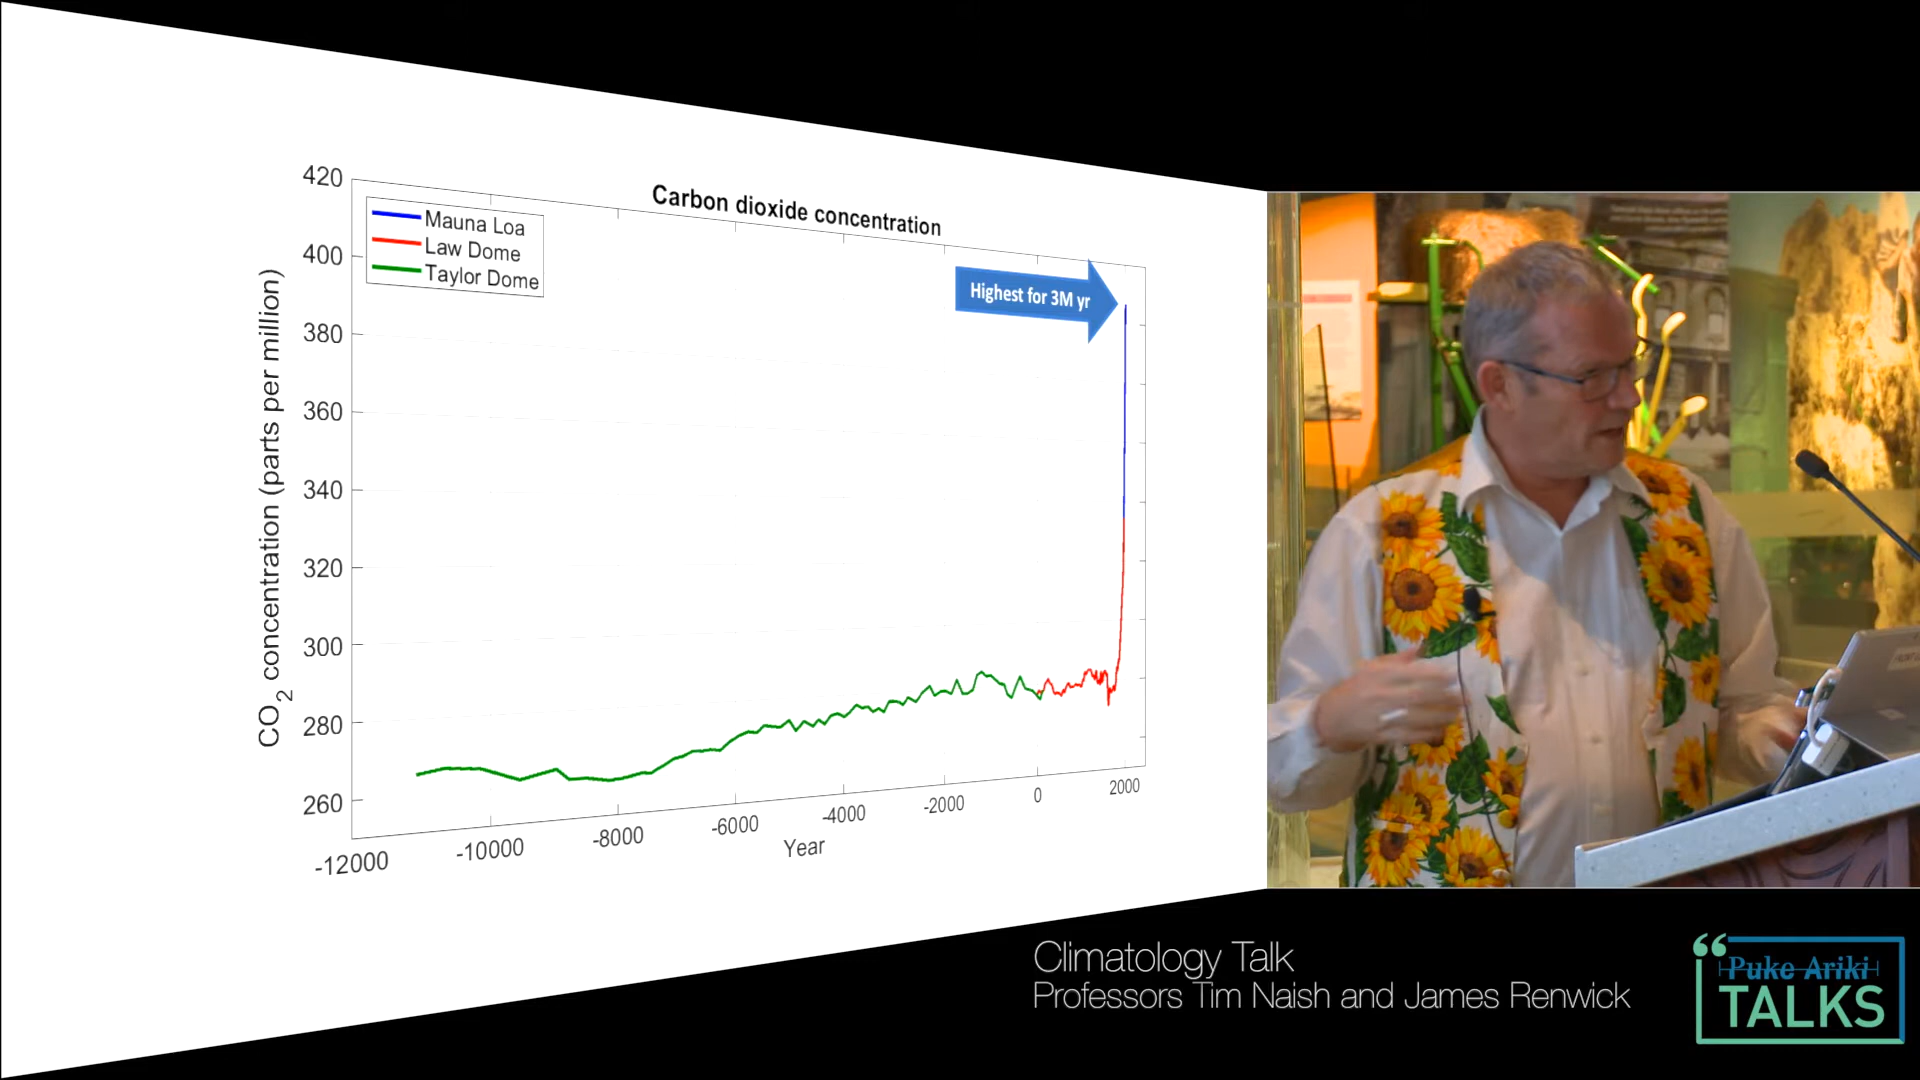 Carbon dioxide concentration
Mauna Loa
Law Dome
Taylor Dome
Highest for 3M yr
CO2 concentration (parts per million)
420
400
380
360
340
320
300
280
260
-12000
-10000
-8000
-6000
-4000
-2000
0
2000
Year
Climatology Talk
Professors Tim Naish and James Renwick
Puke Ariki
TALKS